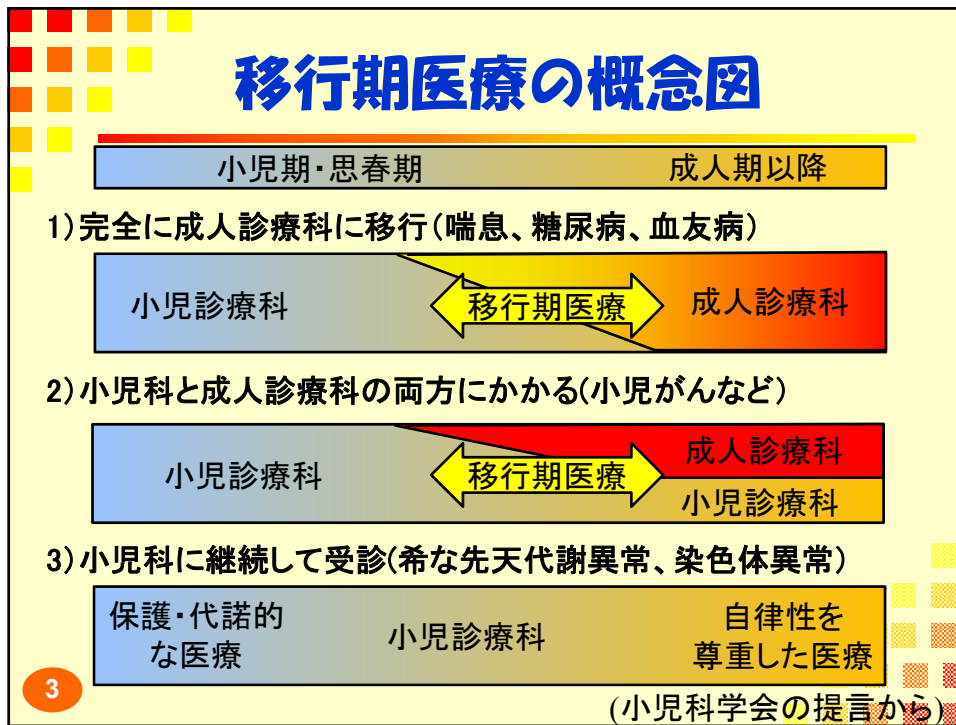 移行期医療の概念図
小児期・思春期 成人期以降
1)完全に成人診療科に移行(喘息、糖尿病、血友病)
小児診療科 移行期医療 成人診療科
2)小児科と成人診療科の両方にかかる(小児がんなど)
小児診療科 移行期医療 成人診療科
小児診療科
3)小児科に継続して受診(希な先天代謝異常、染色体異常)
保護・代諾的
な医療
小児診療科
自律性を
尊重した医療
3
(小児科学会の提言から)